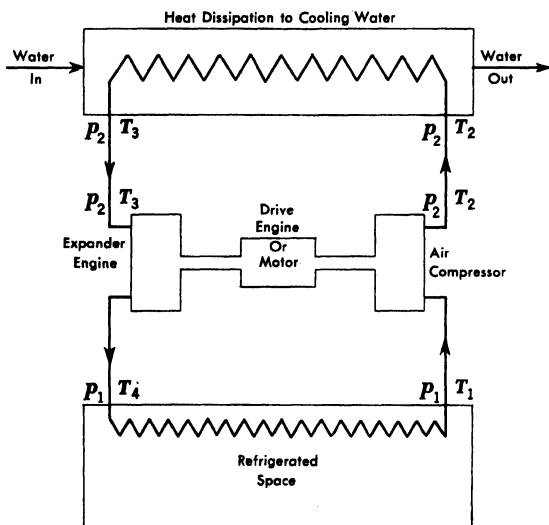 Heat Dissipation to Cooling Water
Water
In
Water
Out
p2 T3
p2 T2
p2 T3
p2 T2
Expander
Engine
Drive
Engine
Or
Motor
Air
Compressor
p1 T4
p1 T1
Refrigerated
Space